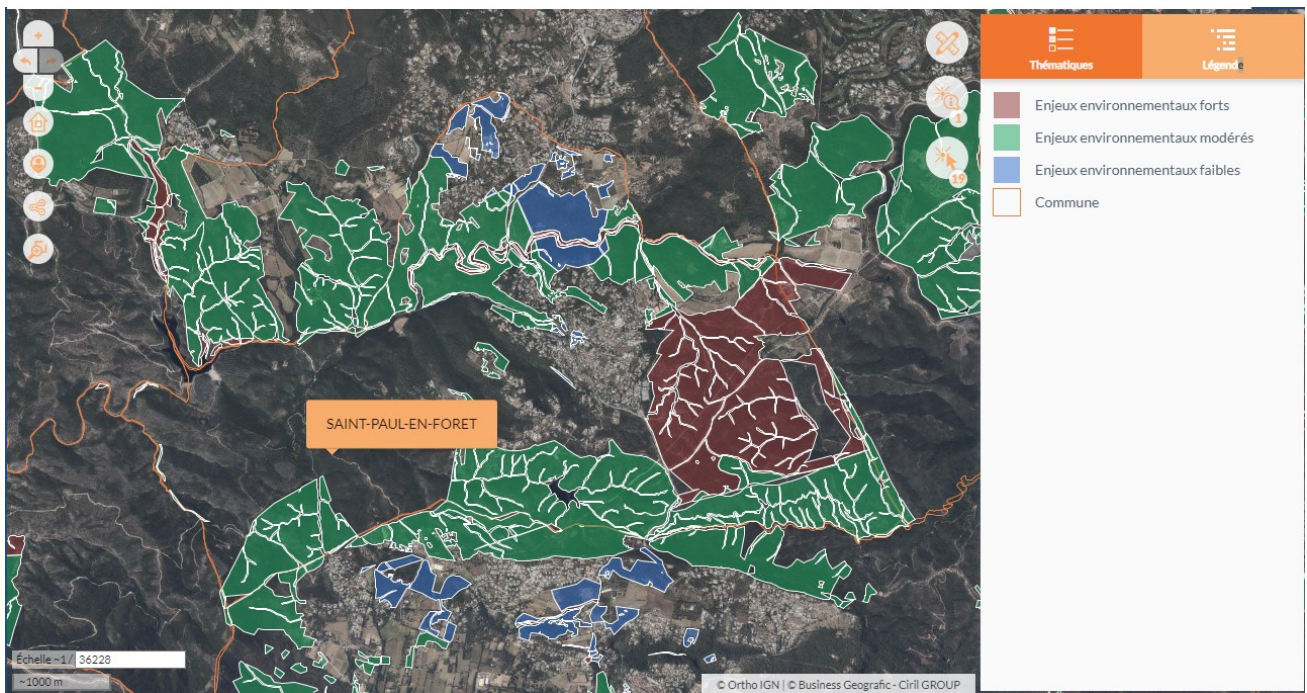 Thématiques
Légende
Enjeux environnementaux forts
Enjeux environnementaux modérés
Enjeux environnementaux faibles
Commune
1
19
SAINT-PAUL-EN-FORET
Échelle ~1 / 36228
~1000 m
© Ortho IGN | © Business Geografic - Ciril GROUP